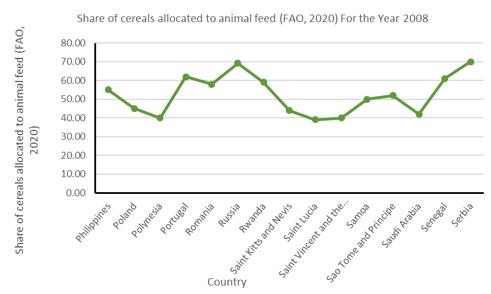 Share of cereals allocated to animal feed (FAO, 2020) For the Year 2008
Share of cereals allocated to animal feed (FAO,
2020)
80.00
70.00
60.00
50.00
40.00
30.00
20.00
10.00
0.00
Philippines
Poland
Polynesia
Portugal
Romania
Russia
Rwanda
Saint Kitts and Nevis
Saint Lucia
Saint Vincent and the...
Samoa
Sao Tome and Principe
Saudi Arabia
Senegal
Serbia
Country